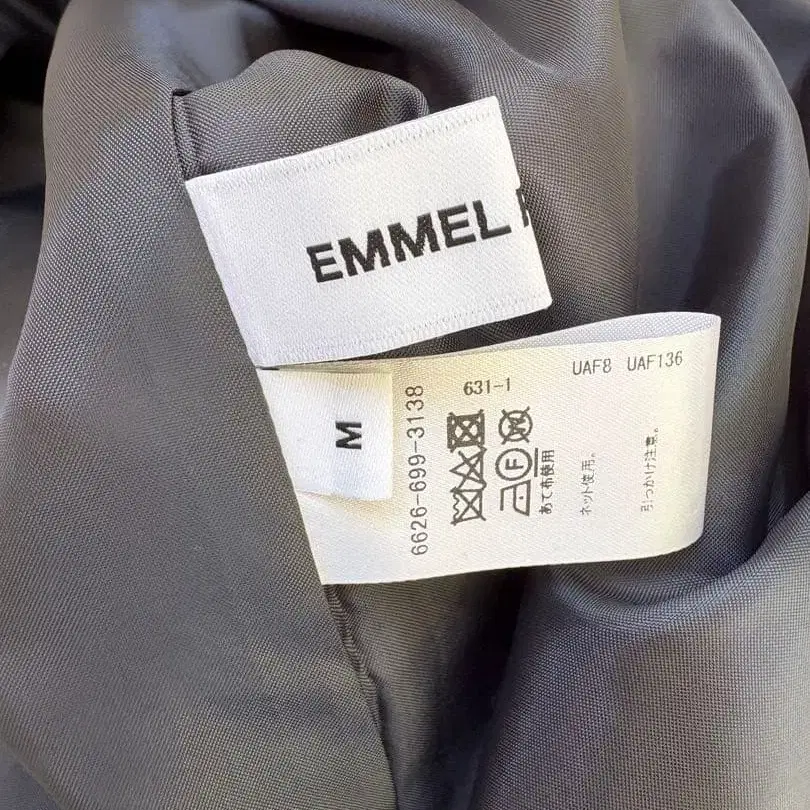 EMMEL
M
6626-699-3138
631-1
UAF8 UAF136
あて布使用
ネット使用。
引っかけ注意。